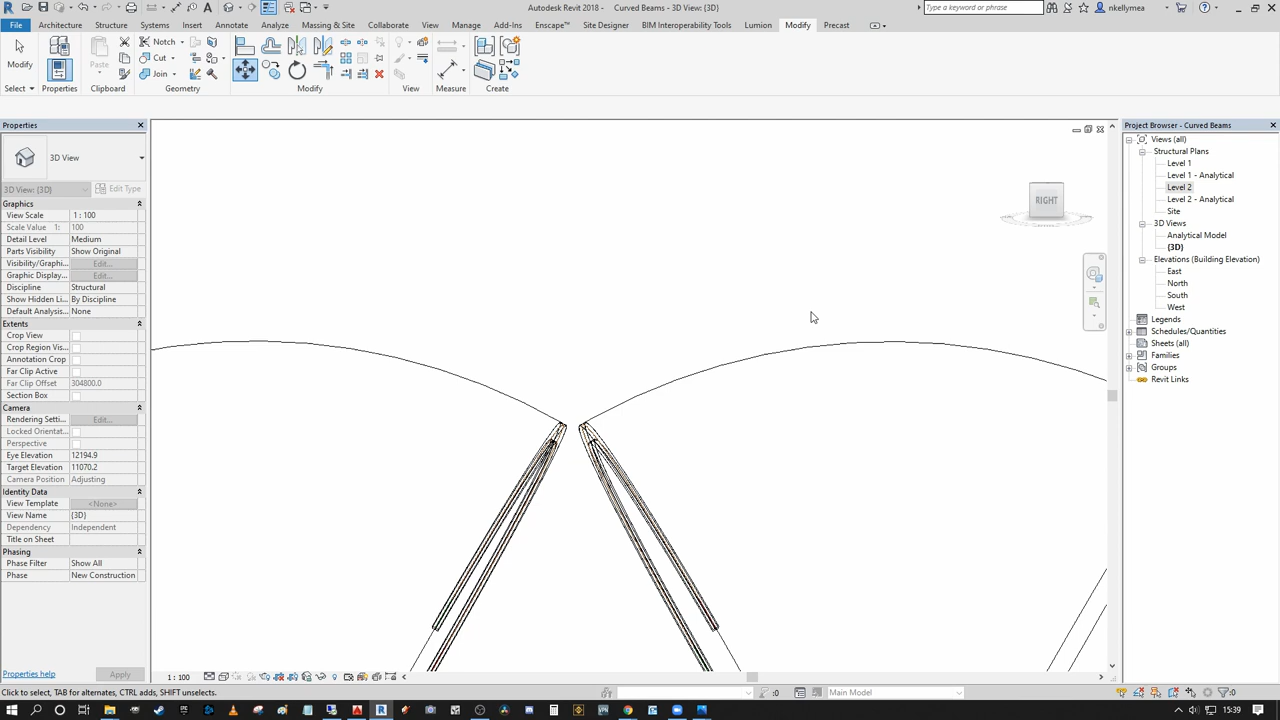 Autodesk Revit 2018 - Curved Beams - 3D View: {3D}
Type a keyword or phrase
nkellymea
File Architecture Structure Systems Insert Annotate Analyze Massing & Site Collaborate View Manage Add-Ins Enscape™ Site Designer BIM Interoperability Tools Lumion Modify Precast
Modify
Properties
Paste
Notch
Cut
Join
Select Properties Clipboard Geometry Modify View Measure Create
Properties
3D View
3D View: {3D} Edit Type
Graphics
View Scale 1 : 100
Scale Value 1: 100
Detail Level Medium
Parts Visibility Show Original
Visibility/Graphi... Edit...
Graphic Display... Edit...
Discipline Structural
Show Hidden Li... By Discipline
Default Analysis... None
Extents
Crop View
Crop Region Vis...
Annotation Crop
Far Clip Active
Far Clip Offset 304800.0
Section Box
Camera
Rendering Setti... Edit...
Locked Orientat...
Perspective
Eye Elevation 12194.9
Target Elevation 11070.2
Camera Position Adjusting
Identity Data
View Template <None>
View Name {3D}
Dependency Independent
Title on Sheet
Phasing
Phase Filter Show All
Phase New Construction
Properties help Apply
RIGHT
Project Browser - Curved Beams
Views (all)
Structural Plans
Level 1
Level 1 - Analytical
Level 2
Level 2 - Analytical
Site
3D Views
Analytical Model
{3D}
Elevations (Building Elevation)
East
North
South
West
Legends
Schedules/Quantities
Sheets (all)
Families
Groups
Revit Links
1 : 100
Click to select, TAB for alternates, CTRL adds, SHIFT unselects.
:0
Main Model
:0
15:39